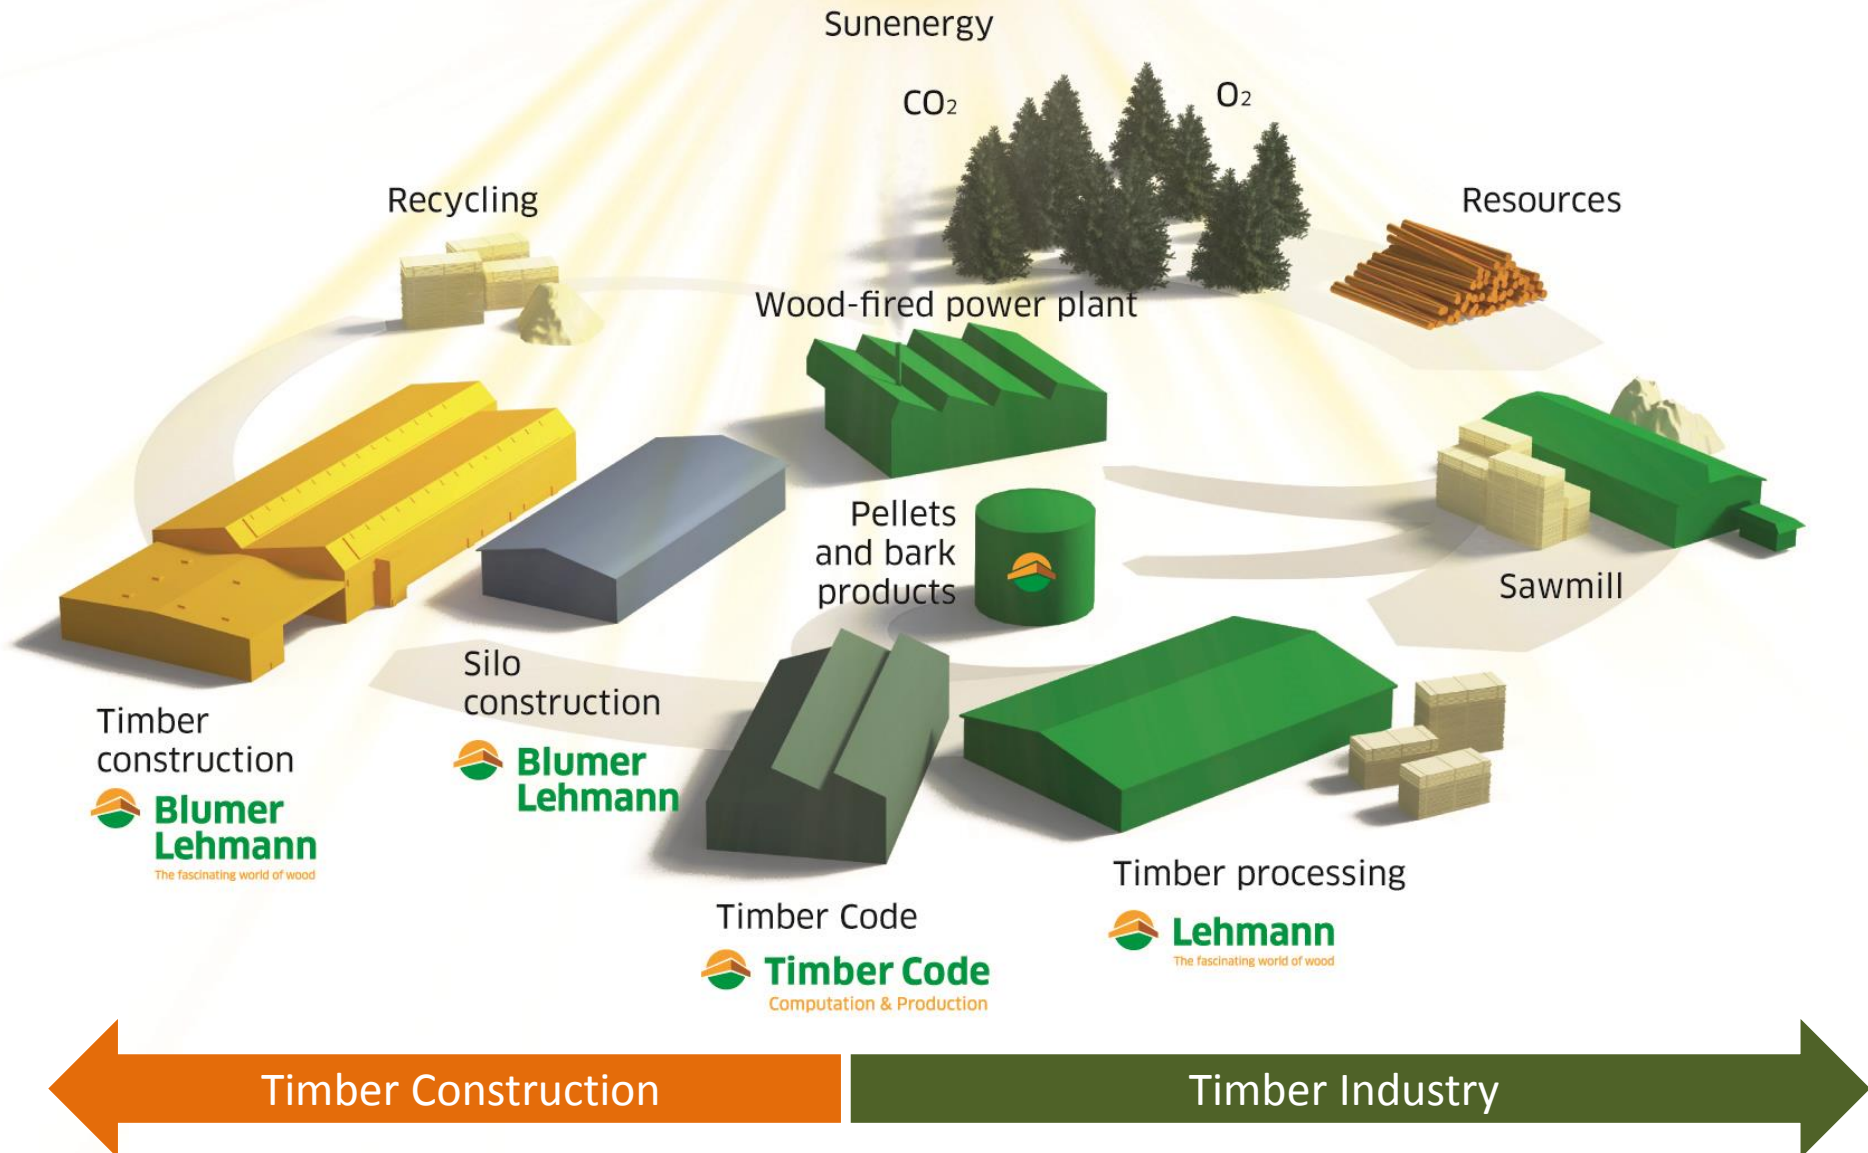 Sunenergy
CO₂
O₂
Recycling
Resources
Wood-fired power plant
Pellets
and bark
products
Sawmill
Silo
construction
Blumer
Lehmann
Timber
construction
Blumer
Lehmann
The fascinating world of wood
Timber processing
Lehmann
The fascinating world of wood
Timber Code
Timber Code
Computation & Production
Timber Construction
Timber Industry